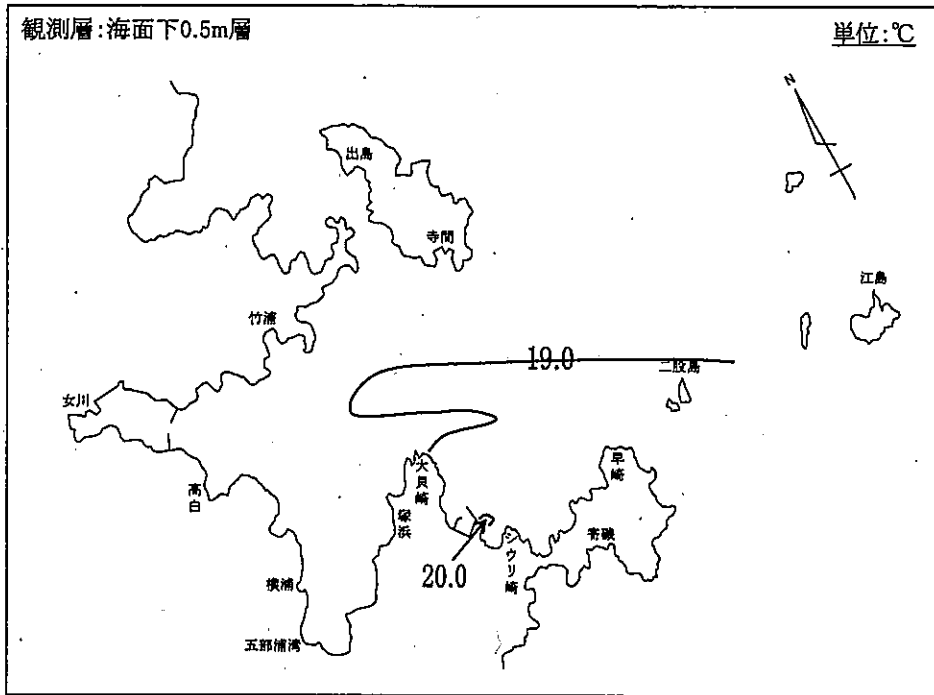 観測層:海面下0.5m層
単位:℃
N
出島
寺間
江島
竹浦
19.0
二股島
女川
大貝崎
早崎
高白
塚浜
寄磯
シウリ崎
20.0
横浦
五部浦湾